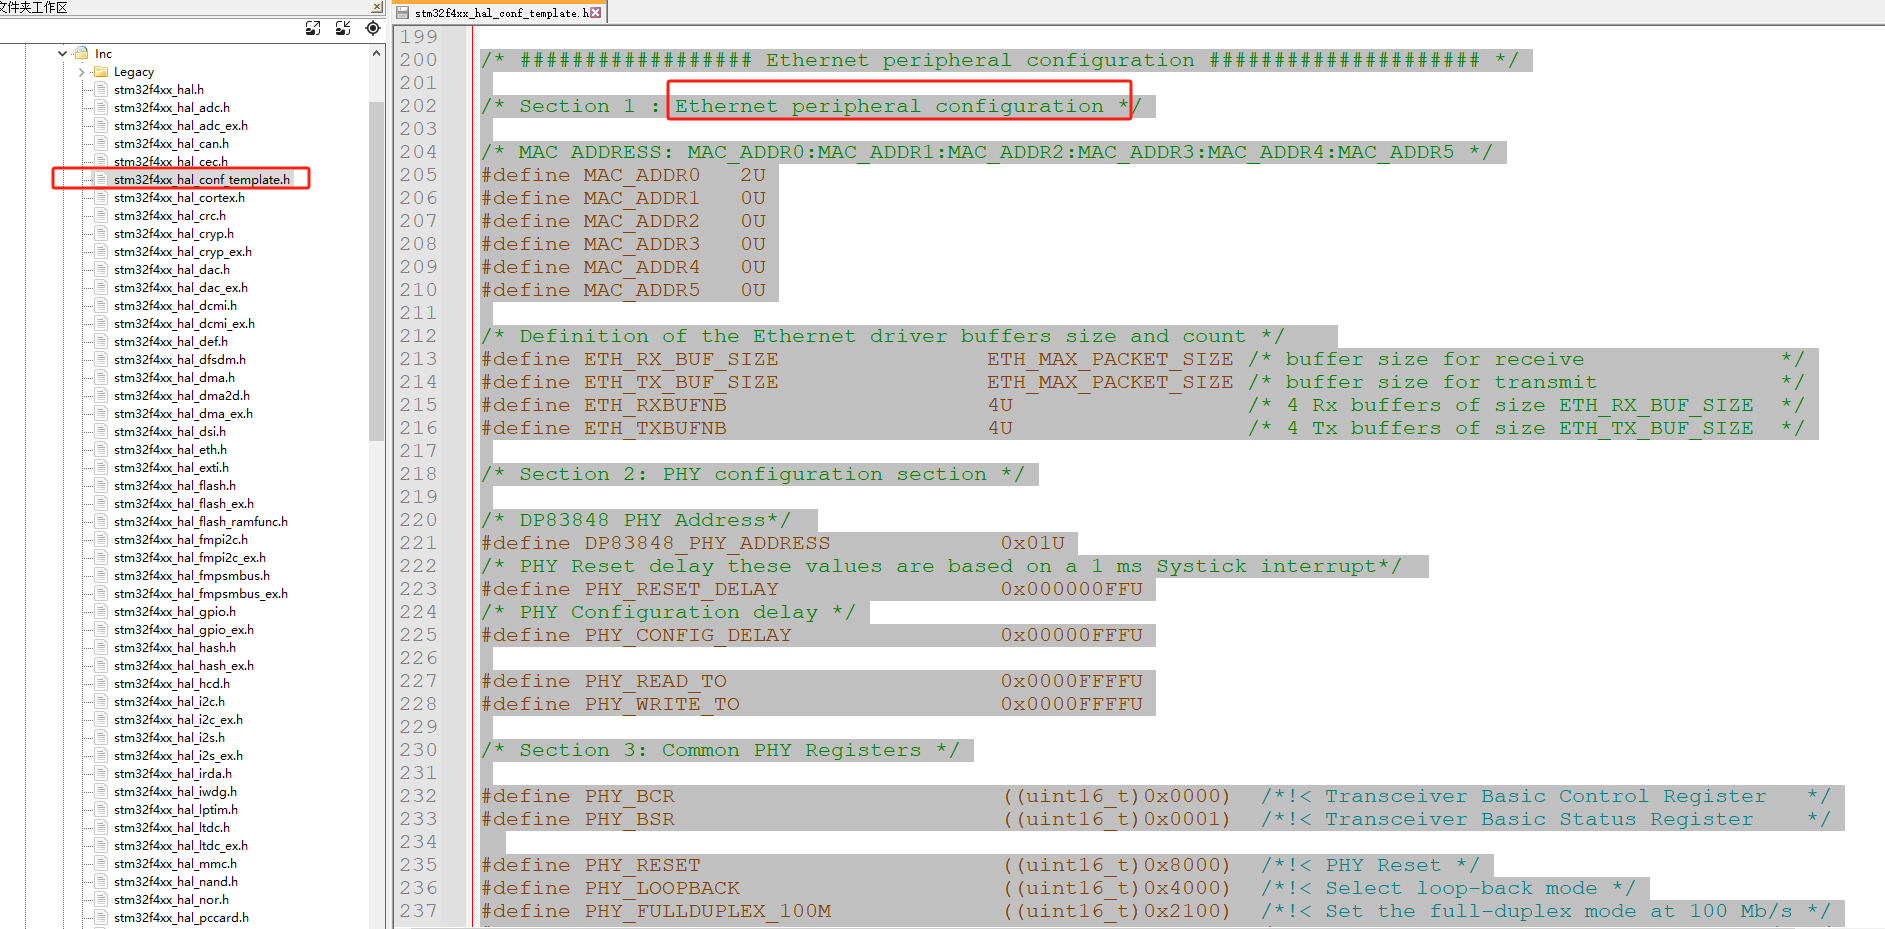 文件夹工作区
Inc
Legacy
stm32f4xx_hal.h
stm32f4xx_hal_adc.h
stm32f4xx_hal_adc_ex.h
stm32f4xx_hal_can.h
stm32f4xx_hal_cec.h
stm32f4xx_hal_conf_template.h
stm32f4xx_hal_cortex.h
stm32f4xx_hal_crc.h
stm32f4xx_hal_cryp.h
stm32f4xx_hal_cryp_ex.h
stm32f4xx_hal_dac.h
stm32f4xx_hal_dac_ex.h
stm32f4xx_hal_dcmi.h
stm32f4xx_hal_dcmi_ex.h
stm32f4xx_hal_def.h
stm32f4xx_hal_dfsdm.h
stm32f4xx_hal_dma.h
stm32f4xx_hal_dma2d.h
stm32f4xx_hal_dma_ex.h
stm32f4xx_hal_dsi.h
stm32f4xx_hal_eth.h
stm32f4xx_hal_exti.h
stm32f4xx_hal_flash.h
stm32f4xx_hal_flash_ex.h
stm32f4xx_hal_flash_ramfunc.h
stm32f4xx_hal_fmpi2c.h
stm32f4xx_hal_fmpi2c_ex.h
stm32f4xx_hal_fmpsmbus.h
stm32f4xx_hal_fmpsmbus_ex.h
stm32f4xx_hal_gpio.h
stm32f4xx_hal_gpio_ex.h
stm32f4xx_hal_hash.h
stm32f4xx_hal_hash_ex.h
stm32f4xx_hal_hcd.h
stm32f4xx_hal_i2c.h
stm32f4xx_hal_i2c_ex.h
stm32f4xx_hal_i2s.h
stm32f4xx_hal_i2s_ex.h
stm32f4xx_hal_irda.h
stm32f4xx_hal_iwdg.h
stm32f4xx_hal_lptim.h
stm32f4xx_hal_ltdc.h
stm32f4xx_hal_ltdc_ex.h
stm32f4xx_hal_mmc.h
stm32f4xx_hal_nand.h
stm32f4xx_hal_nor.h
stm32f4xx_hal_pccard.h
stm32f4xx_hal_conf_template.h
199
200 /* ################## Ethernet peripheral configuration ##################### */
201
202 /* Section 1 : Ethernet peripheral configuration */
203
204 /* MAC ADDRESS: MAC_ADDR0:MAC_ADDR1:MAC_ADDR2:MAC_ADDR3:MAC_ADDR4:MAC_ADDR5 */
205 #define MAC_ADDR0 2U
206 #define MAC_ADDR1 0U
207 #define MAC_ADDR2 0U
208 #define MAC_ADDR3 0U
209 #define MAC_ADDR4 0U
210 #define MAC_ADDR5 0U
211
212 /* Definition of the Ethernet driver buffers size and count */
213 #define ETH_RX_BUF_SIZE ETH_MAX_PACKET_SIZE /* buffer size for receive */
214 #define ETH_TX_BUF_SIZE ETH_MAX_PACKET_SIZE /* buffer size for transmit */
215 #define ETH_RXBUFNB 4U /* 4 Rx buffers of size ETH_RX_BUF_SIZE */
216 #define ETH_TXBUFNB 4U /* 4 Tx buffers of size ETH_TX_BUF_SIZE */
217
218 /* Section 2: PHY configuration section */
219
220 /* DP83848 PHY Address*/
221 #define DP83848_PHY_ADDRESS 0x01U
222 /* PHY Reset delay these values are based on a 1 ms Systick interrupt*/
223 #define PHY_RESET_DELAY 0x000000FFU
224 /* PHY Configuration delay */
225 #define PHY_CONFIG_DELAY 0x00000FFFU
226
227 #define PHY_READ_TO 0x0000FFFFU
228 #define PHY_WRITE_TO 0x0000FFFFU
229
230 /* Section 3: Common PHY Registers */
231
232 #define PHY_BCR ((uint16_t)0x0000) /*!< Transceiver Basic Control Register */
233 #define PHY_BSR ((uint16_t)0x0001) /*!< Transceiver Basic Status Register */
234
235 #define PHY_RESET ((uint16_t)0x8000) /*!< PHY Reset */
236 #define PHY_LOOPBACK ((uint16_t)0x4000) /*!< Select loop-back mode */
237 #define PHY_FULLDUPLEX_100M ((uint16_t)0x2100) /*!< Set the full-duplex mode at 100 Mb/s */